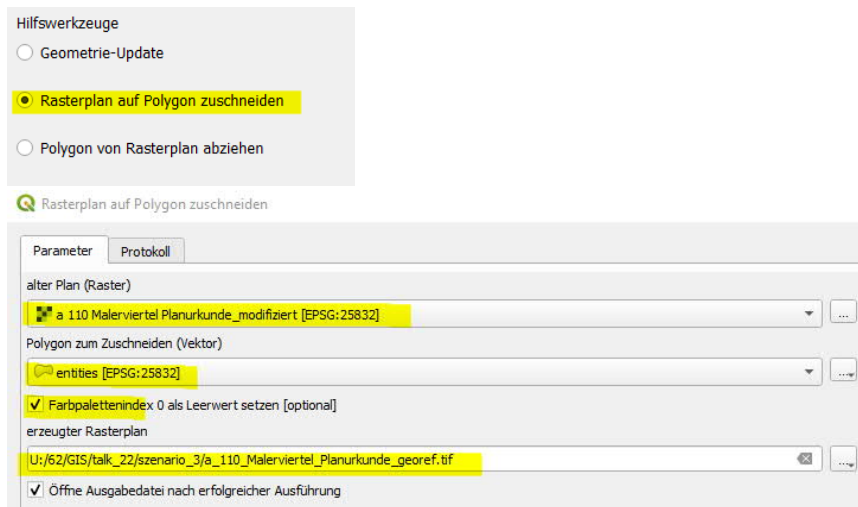 Hilfswerkzeuge
Geometrie-Update
Rasterplan auf Polygon zuschneiden
Polygon von Rasterplan abziehen
Rasterplan auf Polygon zuschneiden
Parameter Protokoll
alter Plan (Raster)
a 110 Malerviertel Planurkunde_modifiziert [EPSG:25832]
...
Polygon zum Zuschneiden (Vektor)
entities [EPSG:25832]
...
Farbpalettenindex 0 als Leerwert setzen [optional]
erzeugter Rasterplan
U:/62/GIS/talk_22/szenario_3/a_110_Malerviertel_Planurkunde_georef.tif
...
Öffne Ausgabedatei nach erfolgreicher Ausführung